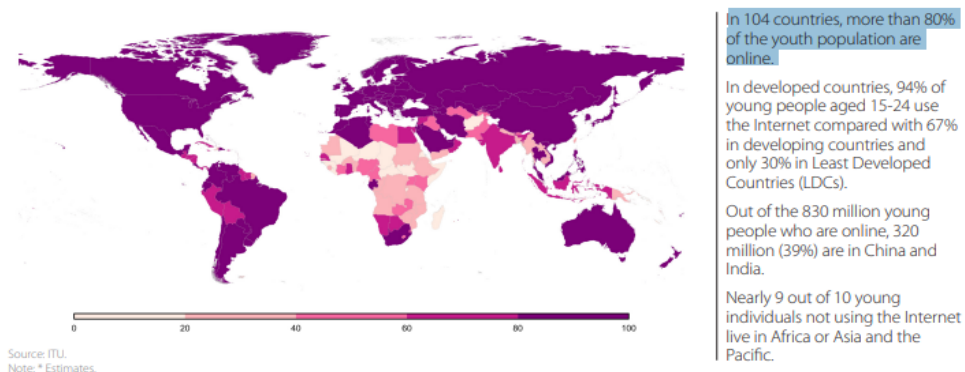 In 104 countries, more than 80%
of the youth population are
online.
In developed countries, 94% of
young people aged 15-24 use
the Internet compared with 67%
in developing countries and
only 30% in Least Developed
Countries (LDCs).
Out of the 830 million young
people who are online, 320
million (39%) are in China and
India.
Nearly 9 out of 10 young
individuals not using the Internet
live in Africa or Asia and the
Pacific.
0 20 40 60 80 100
Source: ITU.
Note: * Estimates.